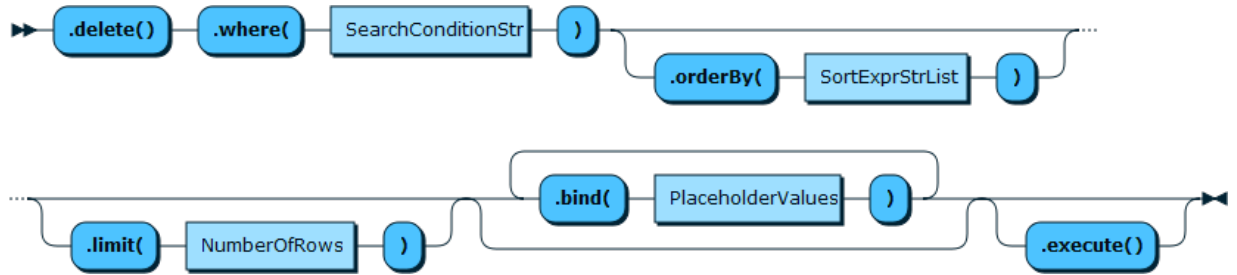 .delete() .where( SearchConditionStr )
.orderBy( SortExprStrList )
.bind( PlaceholderValues )
.limit( NumberOfRows ) .execute()